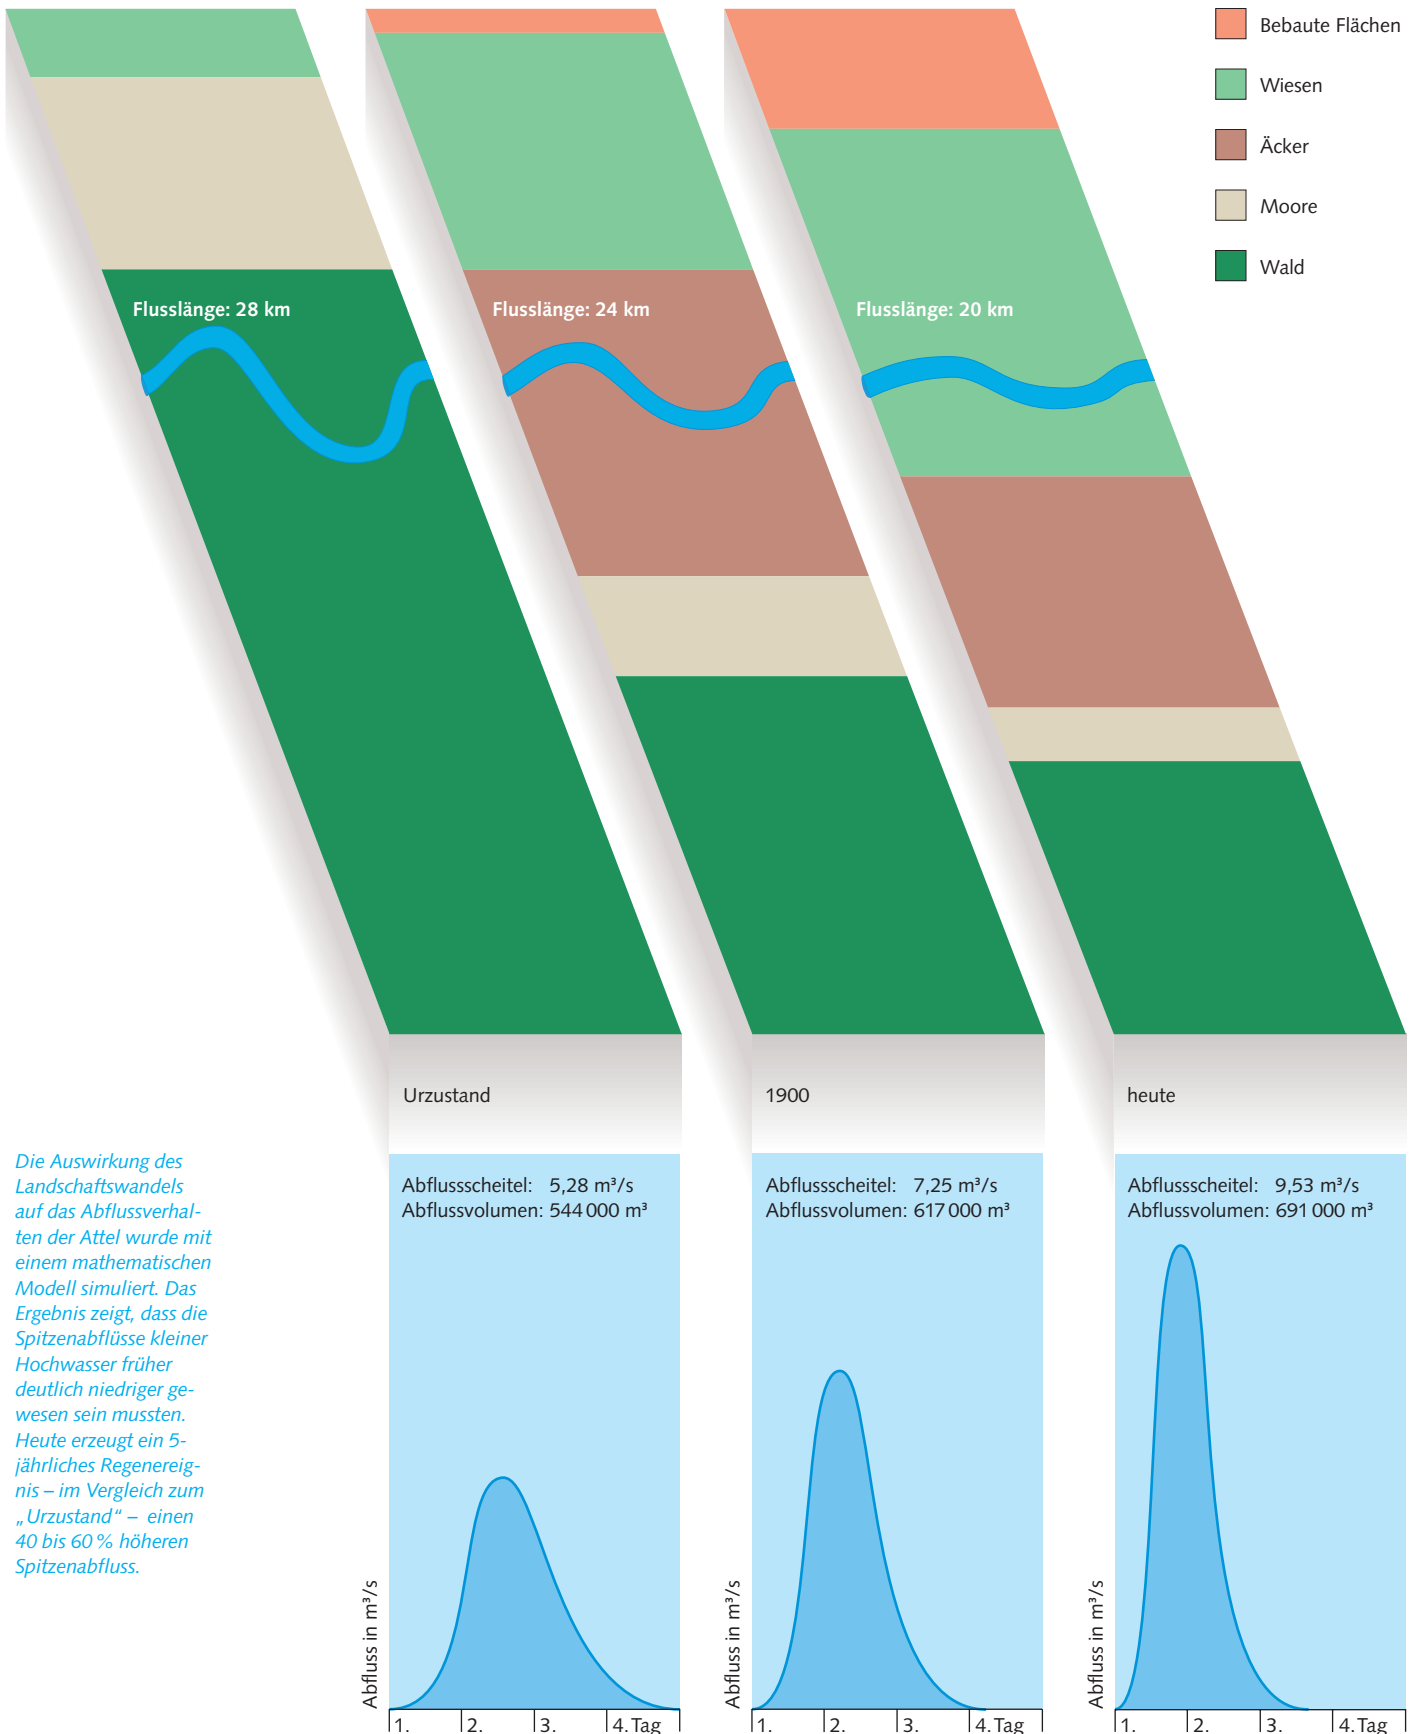 Bebaute Flächen
Wiesen
Äcker
Moore
Wald
Flusslänge: 28 km
Flusslänge: 24 km
Flusslänge: 20 km
Urzustand
1900
heute
Die Auswirkung des
Landschaftswandels
auf das Abflussverhal-
ten der Attel wurde mit
einem mathematischen
Modell simuliert. Das
Ergebnis zeigt, dass die
Spitzenabflüsse kleiner
Hochwasser früher
deutlich niedriger ge-
wesen sein mussten.
Heute erzeugt ein 5-
jährliches Regenereig-
nis – im Vergleich zum
„Urzustand“ – einen
40 bis 60 % höheren
Spitzenabfluss.
Abflussscheitel: 5,28 m³/s
Abflussvolumen: 544 000 m³
Abfluss in m³/s
1. 2. 3. 4. Tag
Abflussscheitel: 7,25 m³/s
Abflussvolumen: 617 000 m³
Abfluss in m³/s
1. 2. 3. 4. Tag
Abflussscheitel: 9,53 m³/s
Abflussvolumen: 691 000 m³
Abfluss in m³/s
1. 2. 3. 4. Tag